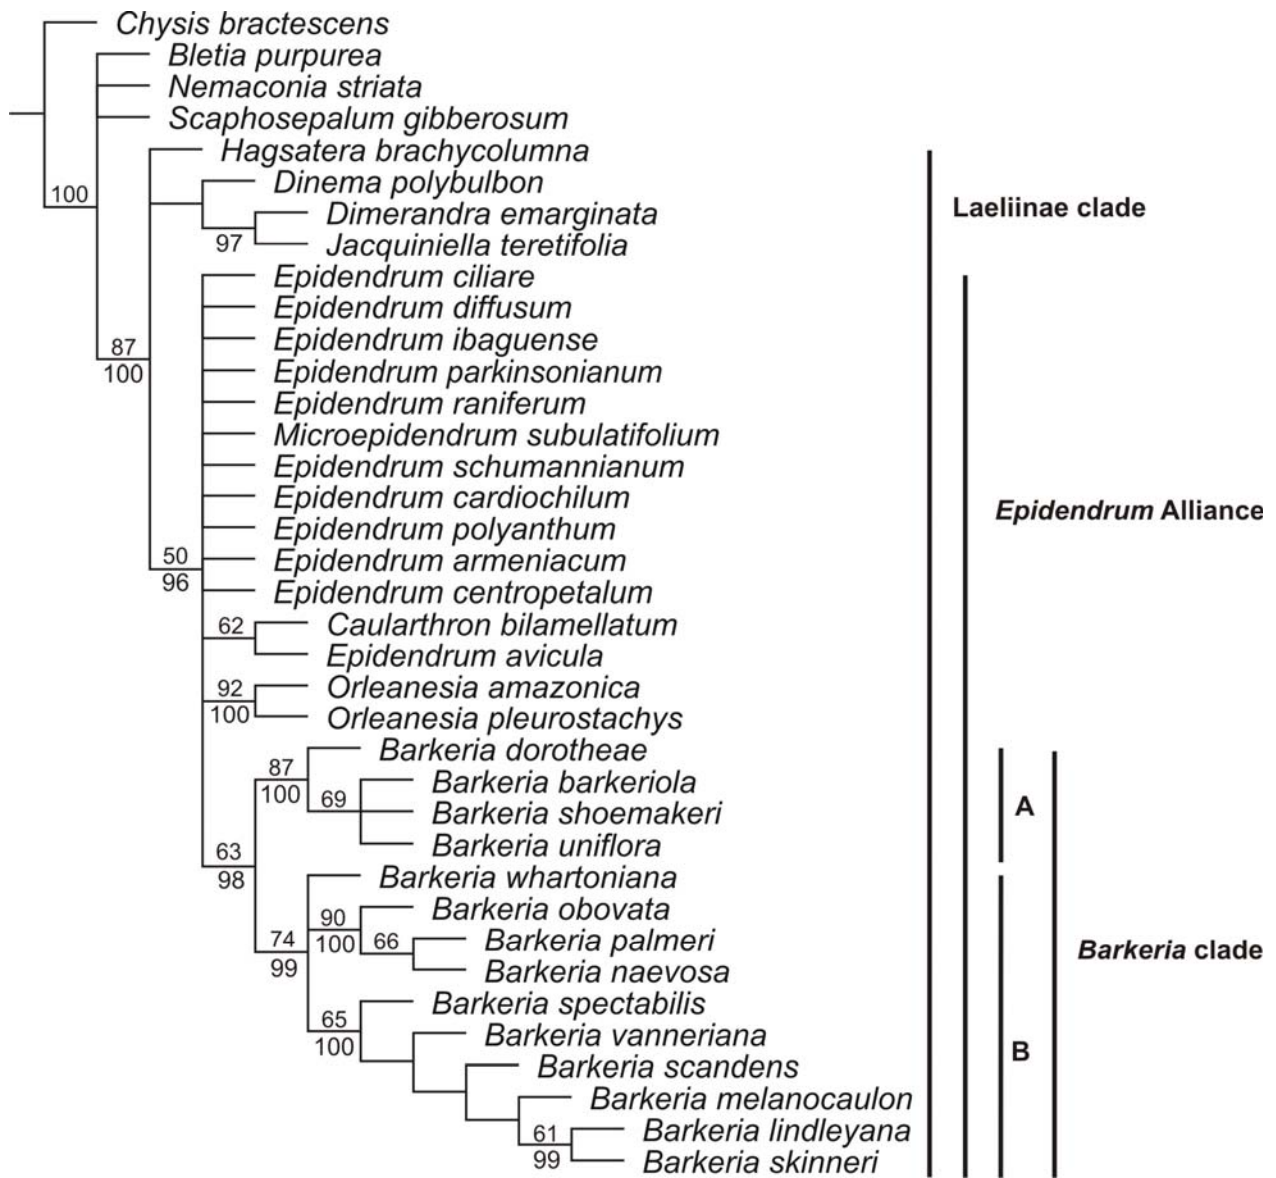 Chysis bractescens
Bletia purpurea
Nemaconia striata
Scaphosepalum gibberosum
Hagsatera brachycolumna
Dinema polybulbon
100
Laeliinae clade
Dimerandra emarginata
97
Jacquiniella teretifolia
Epidendrum ciliare
Epidendrum diffusum
Epidendrum ibaguense
87
100
Epidendrum parkinsonianum
Epidendrum raniferum
Microepidendrum subulatifolium
Epidendrum schumannianum
Epidendrum cardiochilum
Epidendrum Alliance
Epidendrum polyanthum
50
Epidendrum armeniacum
96
Epidendrum centropetalum
62
Caularthron bilamellatum
Epidendrum avicula
92
Orleanesia amazonica
100
Orleanesia pleurostachys
Barkeria dorotheae
87
Barkeria barkeriola
100
69
Barkeria shoemakeri
A
Barkeria uniflora
63
98
Barkeria whartoniana
90
Barkeria obovata
74
100
66
Barkeria palmeri
99
Barkeria naevosa
Barkeria clade
Barkeria spectabilis
65
100
Barkeria vanneriana
B
Barkeria scandens
Barkeria melanocaulon
61
Barkeria lindleyana
99
Barkeria skinneri